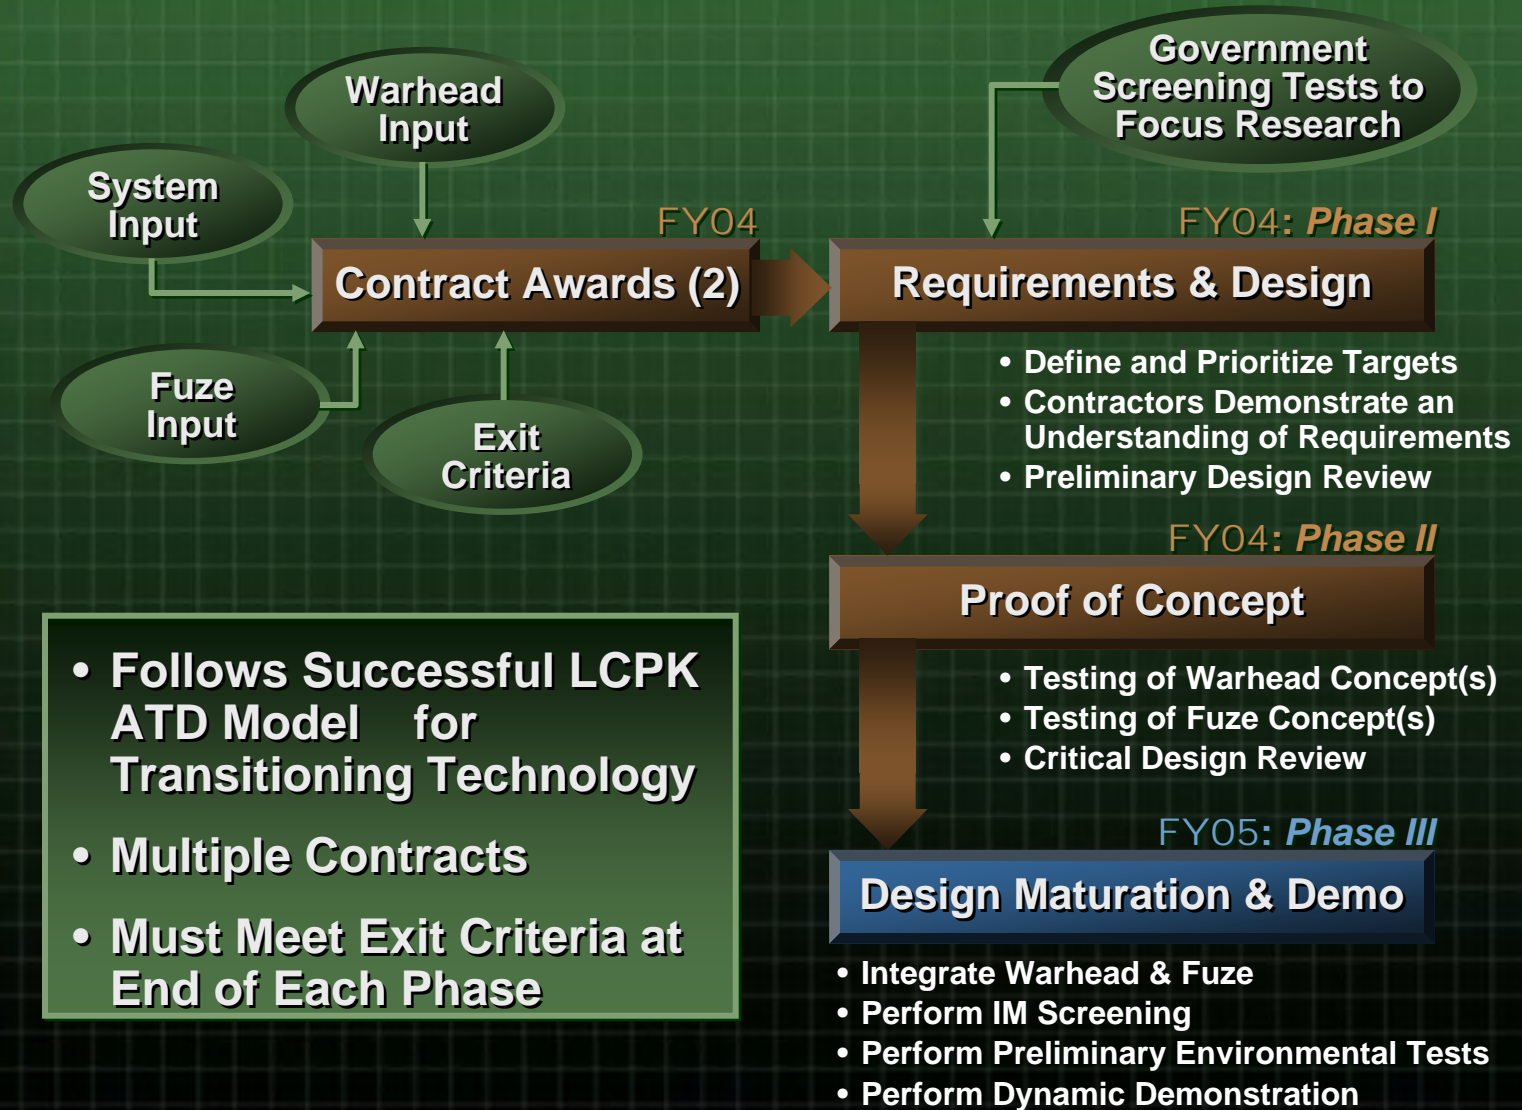 Warhead
Input
Government
Screening Tests to
Focus Research
System
Input
FY04
Contract Awards (2)
Fuze
Input
Exit
Criteria
FY04: Phase I
Requirements & Design
• Define and Prioritize Targets
• Contractors Demonstrate an
Understanding of Requirements
• Preliminary Design Review
FY04: Phase II
Proof of Concept
• Testing of Warhead Concept(s)
• Testing of Fuze Concept(s)
• Critical Design Review
FY05: Phase III
Design Maturation & Demo
• Integrate Warhead & Fuze
• Perform IM Screening
• Perform Preliminary Environmental Tests
• Perform Dynamic Demonstration
• Follows Successful LCPK
ATD Model for
Transitioning Technology
• Multiple Contracts
• Must Meet Exit Criteria at
End of Each Phase